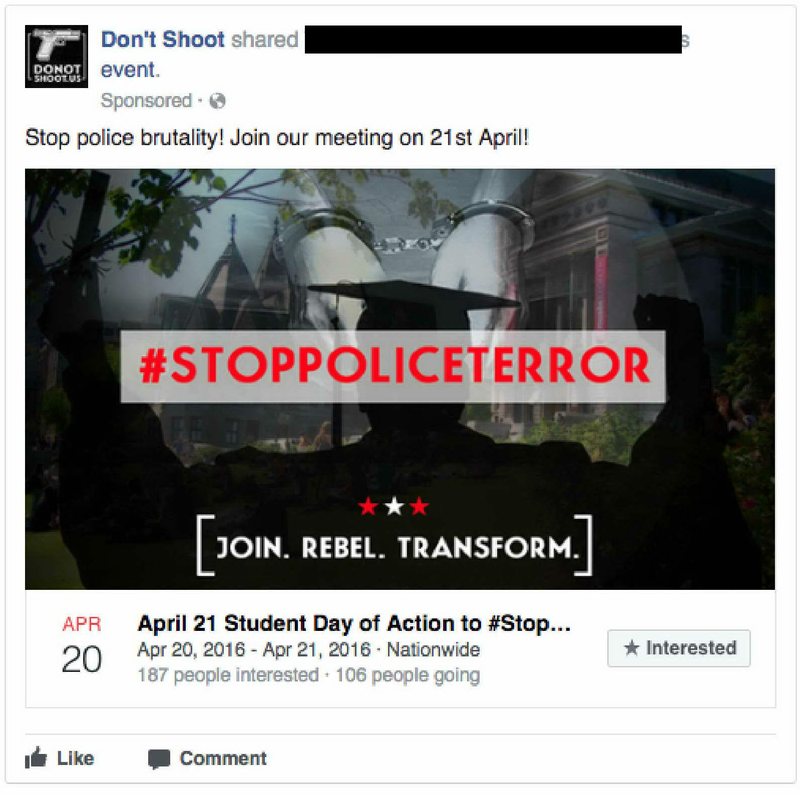 DONOT
SHOOT.US
Don't Shoot shared s
event.
Sponsored ·
Stop police brutality! Join our meeting on 21st April!
#STOPPOLICETERROR
[JOIN. REBEL. TRANSFORM.]
APR
20
April 21 Student Day of Action to #Stop...
Apr 20, 2016 - Apr 21, 2016 · Nationwide
187 people interested · 106 people going
★ Interested
Like
Comment